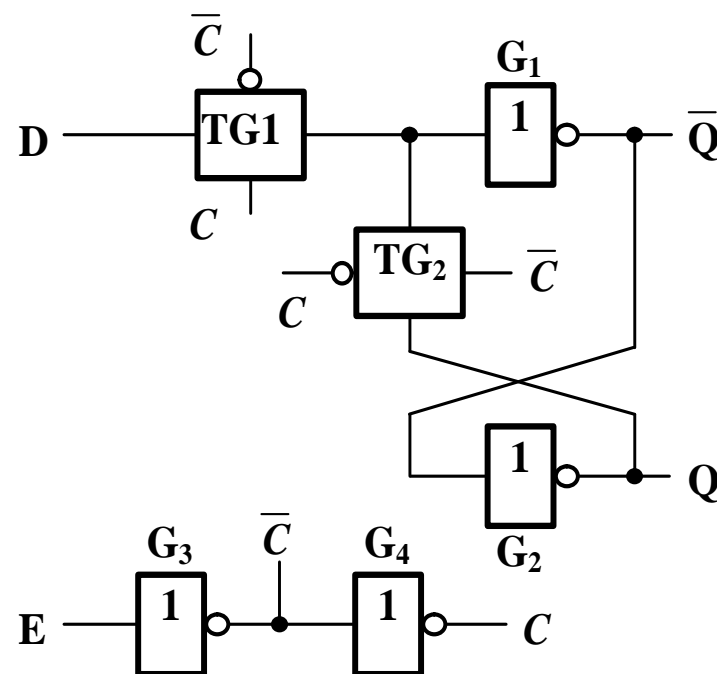 C̅
G₁
D TG1 1 Q̅
C
TG₂ C̅
C
1 Q
G₂
G₃ C̅ G₄
E 1 1 C